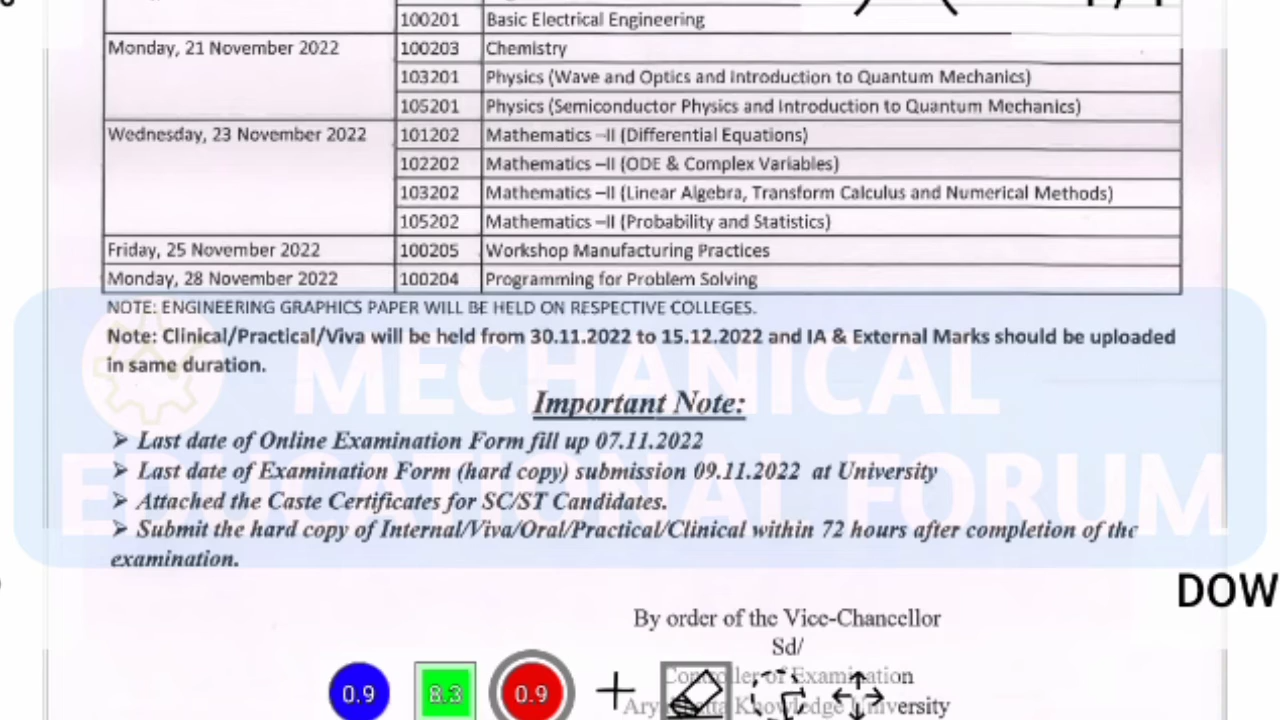 100201 Basic Electrical Engineering
Monday, 21 November 2022 100203 Chemistry
103201 Physics (Wave and Optics and Introduction to Quantum Mechanics)
105201 Physics (Semiconductor Physics and Introduction to Quantum Mechanics)
Wednesday, 23 November 2022 101202 Mathematics –II (Differential Equations)
102202 Mathematics –II (ODE & Complex Variables)
103202 Mathematics –II (Linear Algebra, Transform Calculus and Numerical Methods)
105202 Mathematics –II (Probability and Statistics)
Friday, 25 November 2022 100205 Workshop Manufacturing Practices
Monday, 28 November 2022 100204 Programming for Problem Solving
NOTE: ENGINEERING GRAPHICS PAPER WILL BE HELD ON RESPECTIVE COLLEGES.
Note: Clinical/Practical/Viva will be held from 30.11.2022 to 15.12.2022 and IA & External Marks should be uploaded
in same duration.
MECHANICAL
EDUCATIONAL FORUM
Important Note:
➢ Last date of Online Examination Form fill up 07.11.2022
➢ Last date of Examination Form (hard copy) submission 09.11.2022 at University
➢ Attached the Caste Certificates for SC/ST Candidates.
➢ Submit the hard copy of Internal/Viva/Oral/Practical/Clinical within 72 hours after completion of the
examination.
DOW
By order of the Vice-Chancellor
Sd/
Controller of Examination
Knowledge University
0.9 8.3 0.9